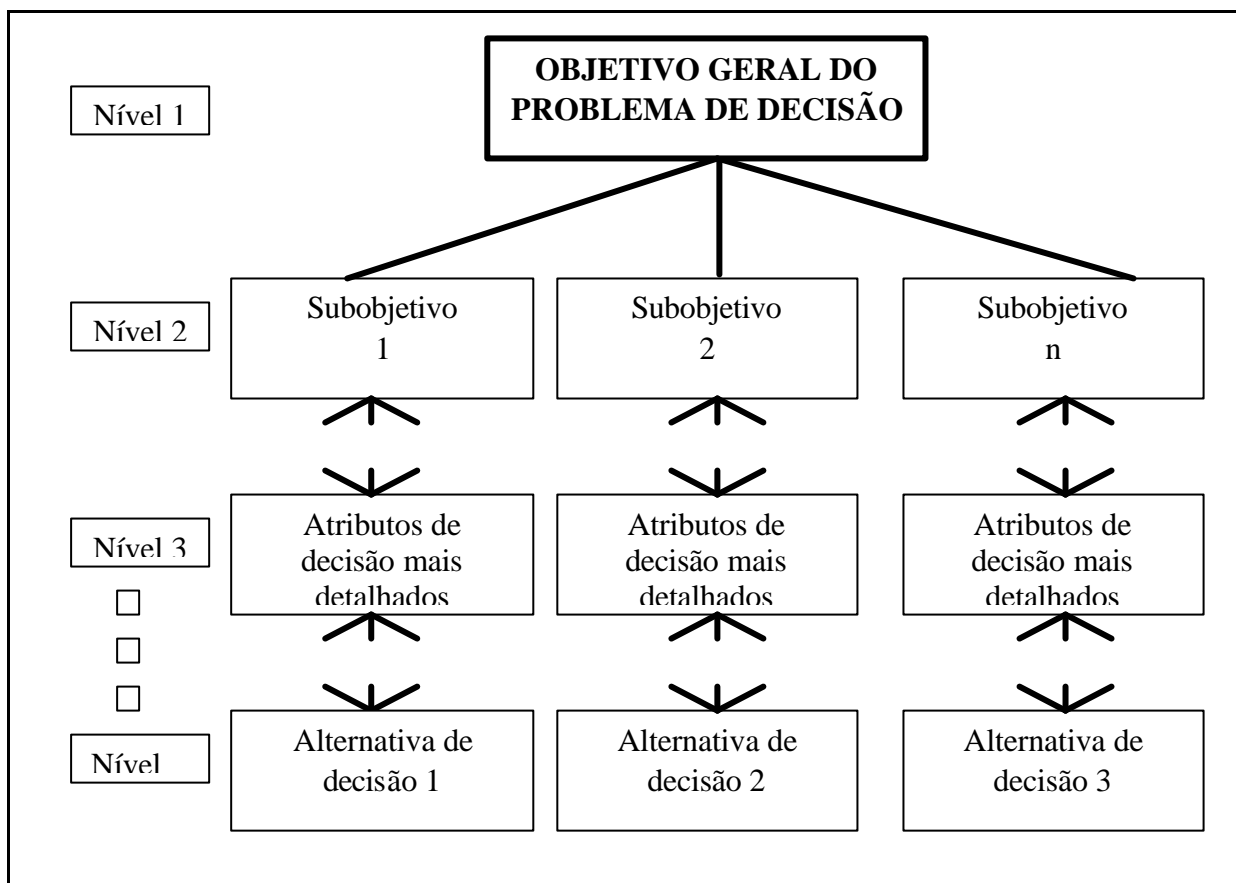 OBJETIVO GERAL DO
PROBLEMA DE DECISÃO
Nível 1
Nível 2
Subobjetivo
1
Subobjetivo
2
Subobjetivo
n
Nível 3
Atributos de
decisão mais
detalhados
Atributos de
decisão mais
detalhados
Atributos de
decisão mais
detalhados
Nível
Alternativa de
decisão 1
Alternativa de
decisão 2
Alternativa de
decisão 3